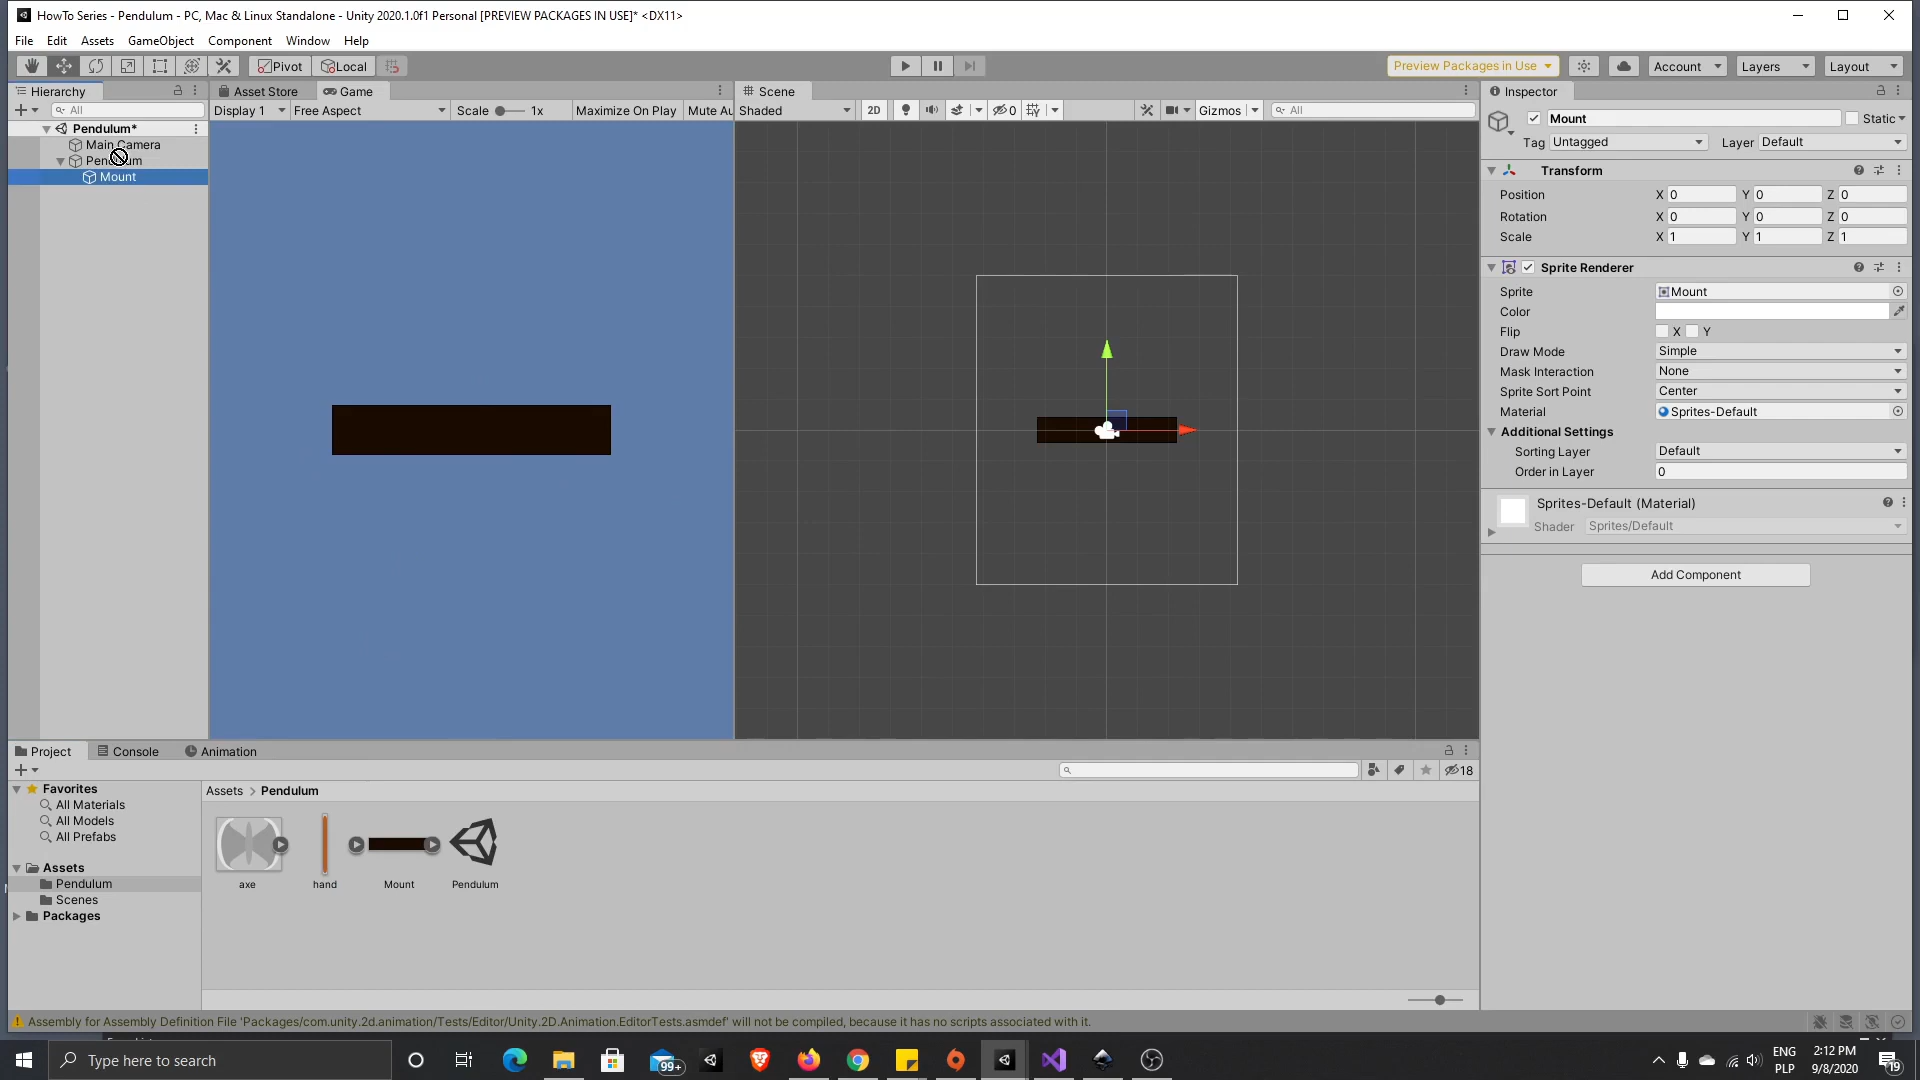 HowTo Series - Pendulum - PC, Mac & Linux Standalone - Unity 2020.1.0f1 Personal [PREVIEW PACKAGES IN USE]* <DX11>
File Edit Assets GameObject Component Window Help
Pivot Local Preview Packages in Use Account Layers Layout
Hierarchy Asset Store Game Scene Inspector
All Display 1 Free Aspect Scale 1x Maximize On Play Mute Au Shaded 2D 0 Gizmos All
Mount Static
Pendulum*
Main Camera
Tag Untagged Layer Default
Mount
Transform
Position X 0 Y 0 Z 0
Rotation X 0 Y 0 Z 0
Scale X 1 Y 1 Z 1
Sprite Renderer
Sprite Mount
Color
Flip X Y
Draw Mode Simple
Mask Interaction None
Sprite Sort Point Center
Material Sprites-Default
Additional Settings
Sorting Layer Default
Order in Layer 0
Sprites-Default (Material)
Shader Sprites/Default
Add Component
Project Console Animation
18
Favorites
All Materials
All Models
All Prefabs
Assets
Pendulum
Scenes
Packages
Assets > Pendulum
axe hand Mount Pendulum
Assembly for Assembly Definition File 'Packages/com.unity.2d.animation/Tests/Editor/Unity.2D.Animation.EditorTests.asmdef' will not be compiled, because it has no scripts associated with it.
Type here to search
99+
ENG
PLP
2:12 PM
9/8/2020
19